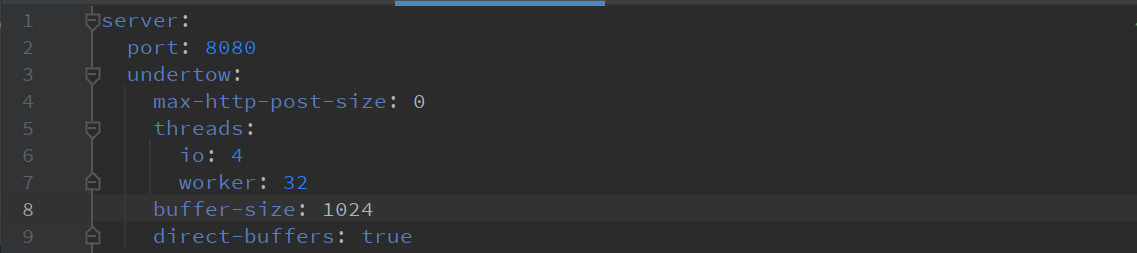 1 server:
2   port: 8080
3   undertow:
4     max-http-post-size: 0
5     threads:
6       io: 4
7       worker: 32
8     buffer-size: 1024
9     direct-buffers: true